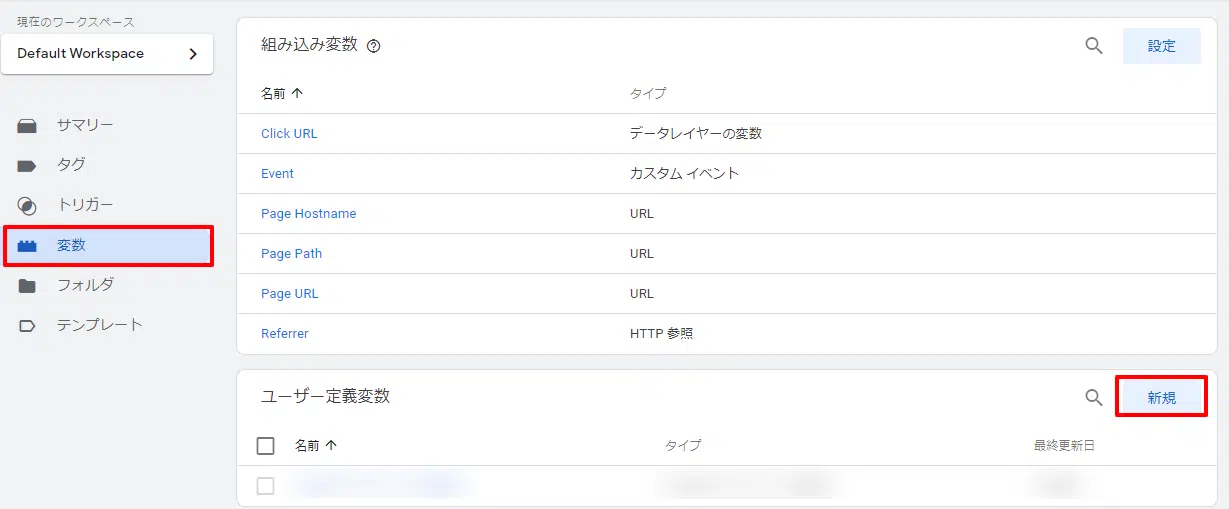 現在のワークスペース
Default Workspace
サマリー
タグ
トリガー
変数
フォルダ
テンプレート
組み込み変数
設定
名前 タイプ
Click URL データレイヤーの変数
Event カスタム イベント
Page Hostname URL
Page Path URL
Page URL URL
Referrer HTTP 参照
ユーザー定義変数
新規
名前 タイプ 最終更新日